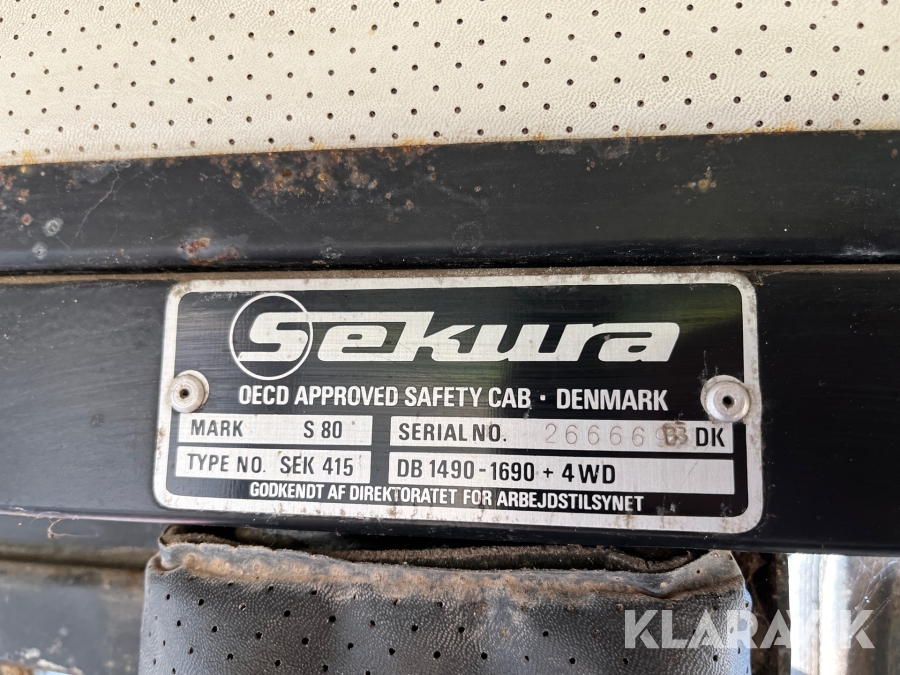 Sekura
OECD APPROVED SAFETY CAB · DENMARK
MARK S 80 SERIAL NO. DK
TYPE NO. SEK 415 DB 1490-1690 + 4WD
GODKENDT AF DIREKTORATET FOR ARBEJDSTILSYNET
KLARAVIK